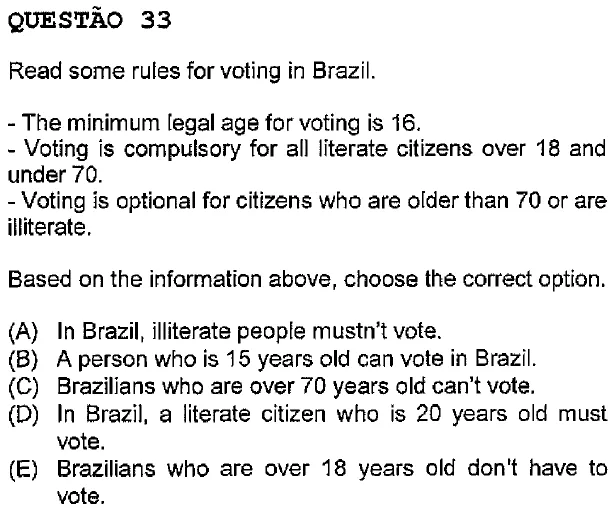 QUESTÃO 33
Read some rules for voting in Brazil.
- The minimum legal age for voting is 16.
- Voting is compulsory for all literate citizens over 18 and
under 70.
- Voting is optional for citizens who are older than 70 or are
illiterate.
Based on the information above, choose the correct option.
(A) In Brazil, illiterate people mustn't vote.
(B) A person who is 15 years old can vote in Brazil.
(C) Brazilians who are over 70 years old can't vote.
(D) In Brazil, a literate citizen who is 20 years old must
vote.
(E) Brazilians who are over 18 years old don't have to
vote.